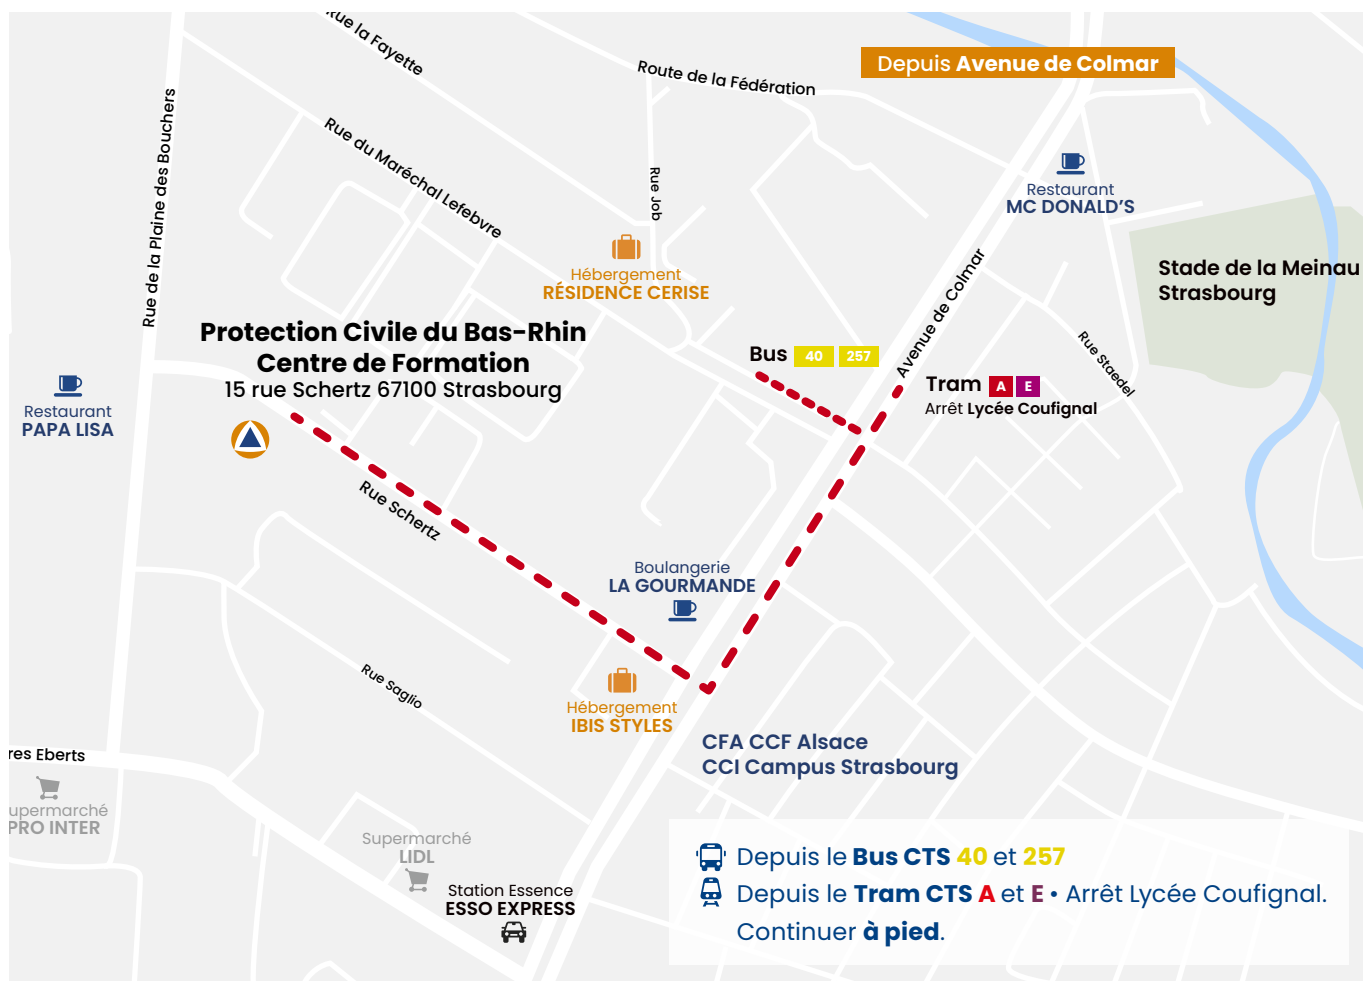 Rue la Fayette
Route de la Fédération
Depuis Avenue de Colmar
Rue de la Plaine des Bouchers
Rue du Maréchal Lefebvre
Rue Job
Restaurant
MC DONALD'S
Hébergement
RÉSIDENCE CERISE
Avenue de Colmar
Stade de la Meinau
Strasbourg
Protection Civile du Bas-Rhin
Centre de Formation
15 rue Schertz 67100 Strasbourg
Bus 40 257
Rue Staedel
Tram A E
Arrêt Lycée Coufignal
Restaurant
PAPA LISA
Rue Schertz
Boulangerie
LA GOURMANDE
Rue Saglio
Hébergement
IBIS STYLES
CFA CCF Alsace
CCI Campus Strasbourg
res Eberts
upermarché
PRO INTER
Supermarché
LIDL
Station Essence
ESSO EXPRESS
Depuis le Bus CTS 40 et 257
Depuis le Tram CTS A et E • Arrêt Lycée Coufignal.
Continuer à pied.